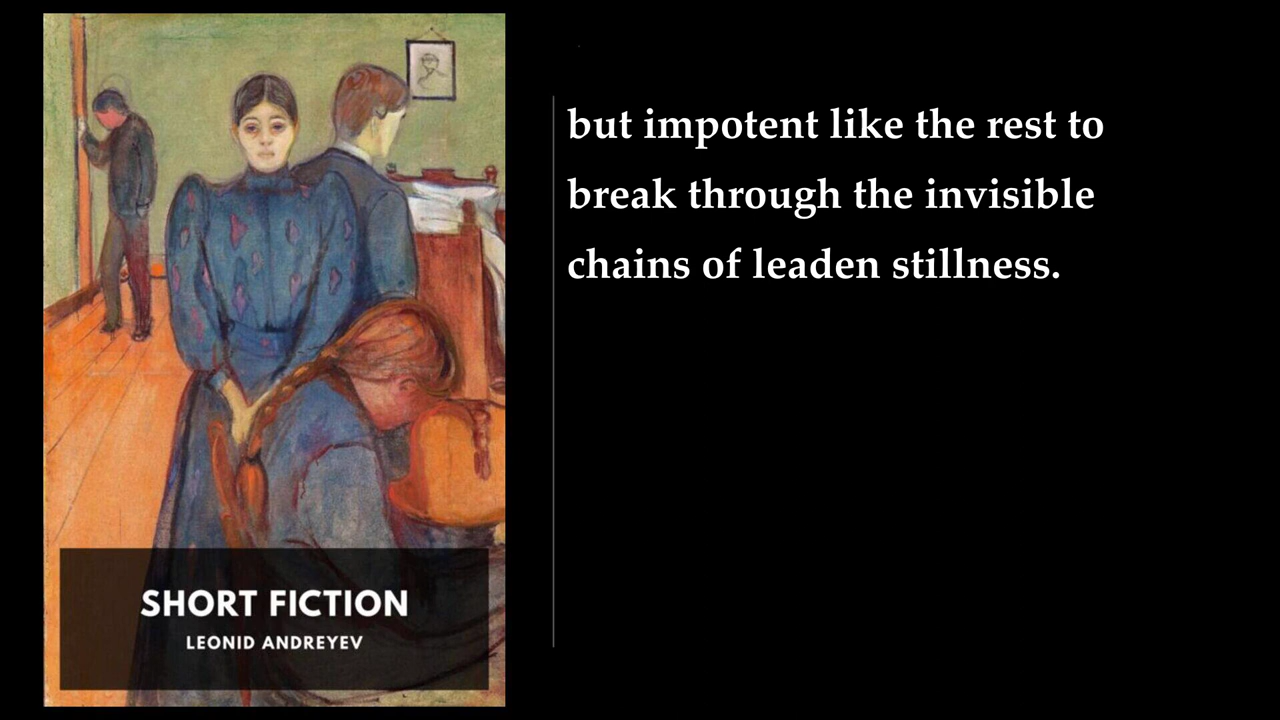 but impotent like the rest to
break through the invisible
chains of leaden stillness.
SHORT FICTION
LEONID ANDREYEV